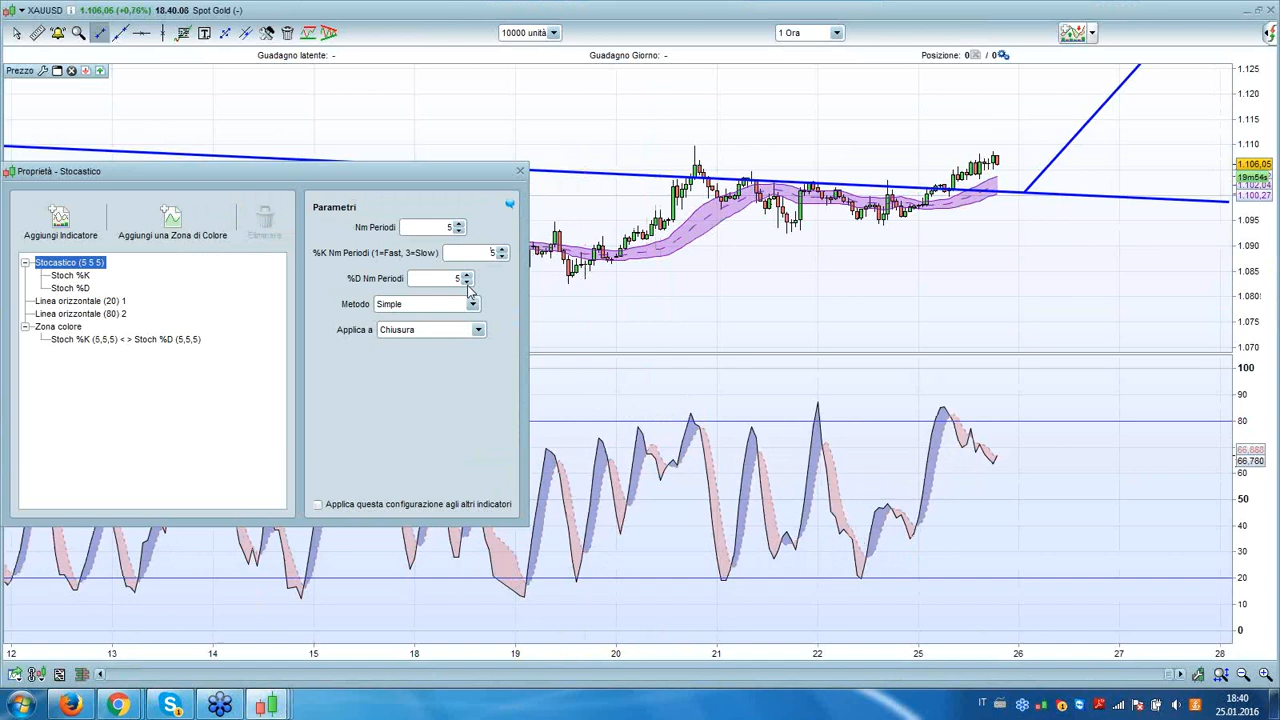 XAUUSD 1.106,06 (+0,76%) 18.40.06 Spot Gold (-)
10000 unità 1 Ora
Guadagno latente: - Guadagno Giorno: - Posizione: 0 / 0
Prezzo
1.125
1.120
1.115
1.110
1.106,05
19m54s
1.102,04
1.100,27
1.095
1.090
1.085
1.080
1.075
1.070
Proprietà - Stocastico
Aggiungi Indicatore Aggiungi una Zona di Colore Eliminare
Stocastico (5 5 5)
Stoch %K
Stoch %D
Linea orizzontale (20) 1
Linea orizzontale (80) 2
Zona colore
Stoch %K (5,5,5) < > Stoch %D (5,5,5)
Parametri
Nm Periodi 5
%K Nm Periodi (1=Fast, 3=Slow) 5
%D Nm Periodi 5
Metodo Simple
Applica a Chiusura
Applica questa configurazione agli altri indicatori
100
90
80
66,780
60
50
40
30
20
10
0
12 13 14 15 19 20 21 22 25 26 27 28
IT 18:40
25.01.2016